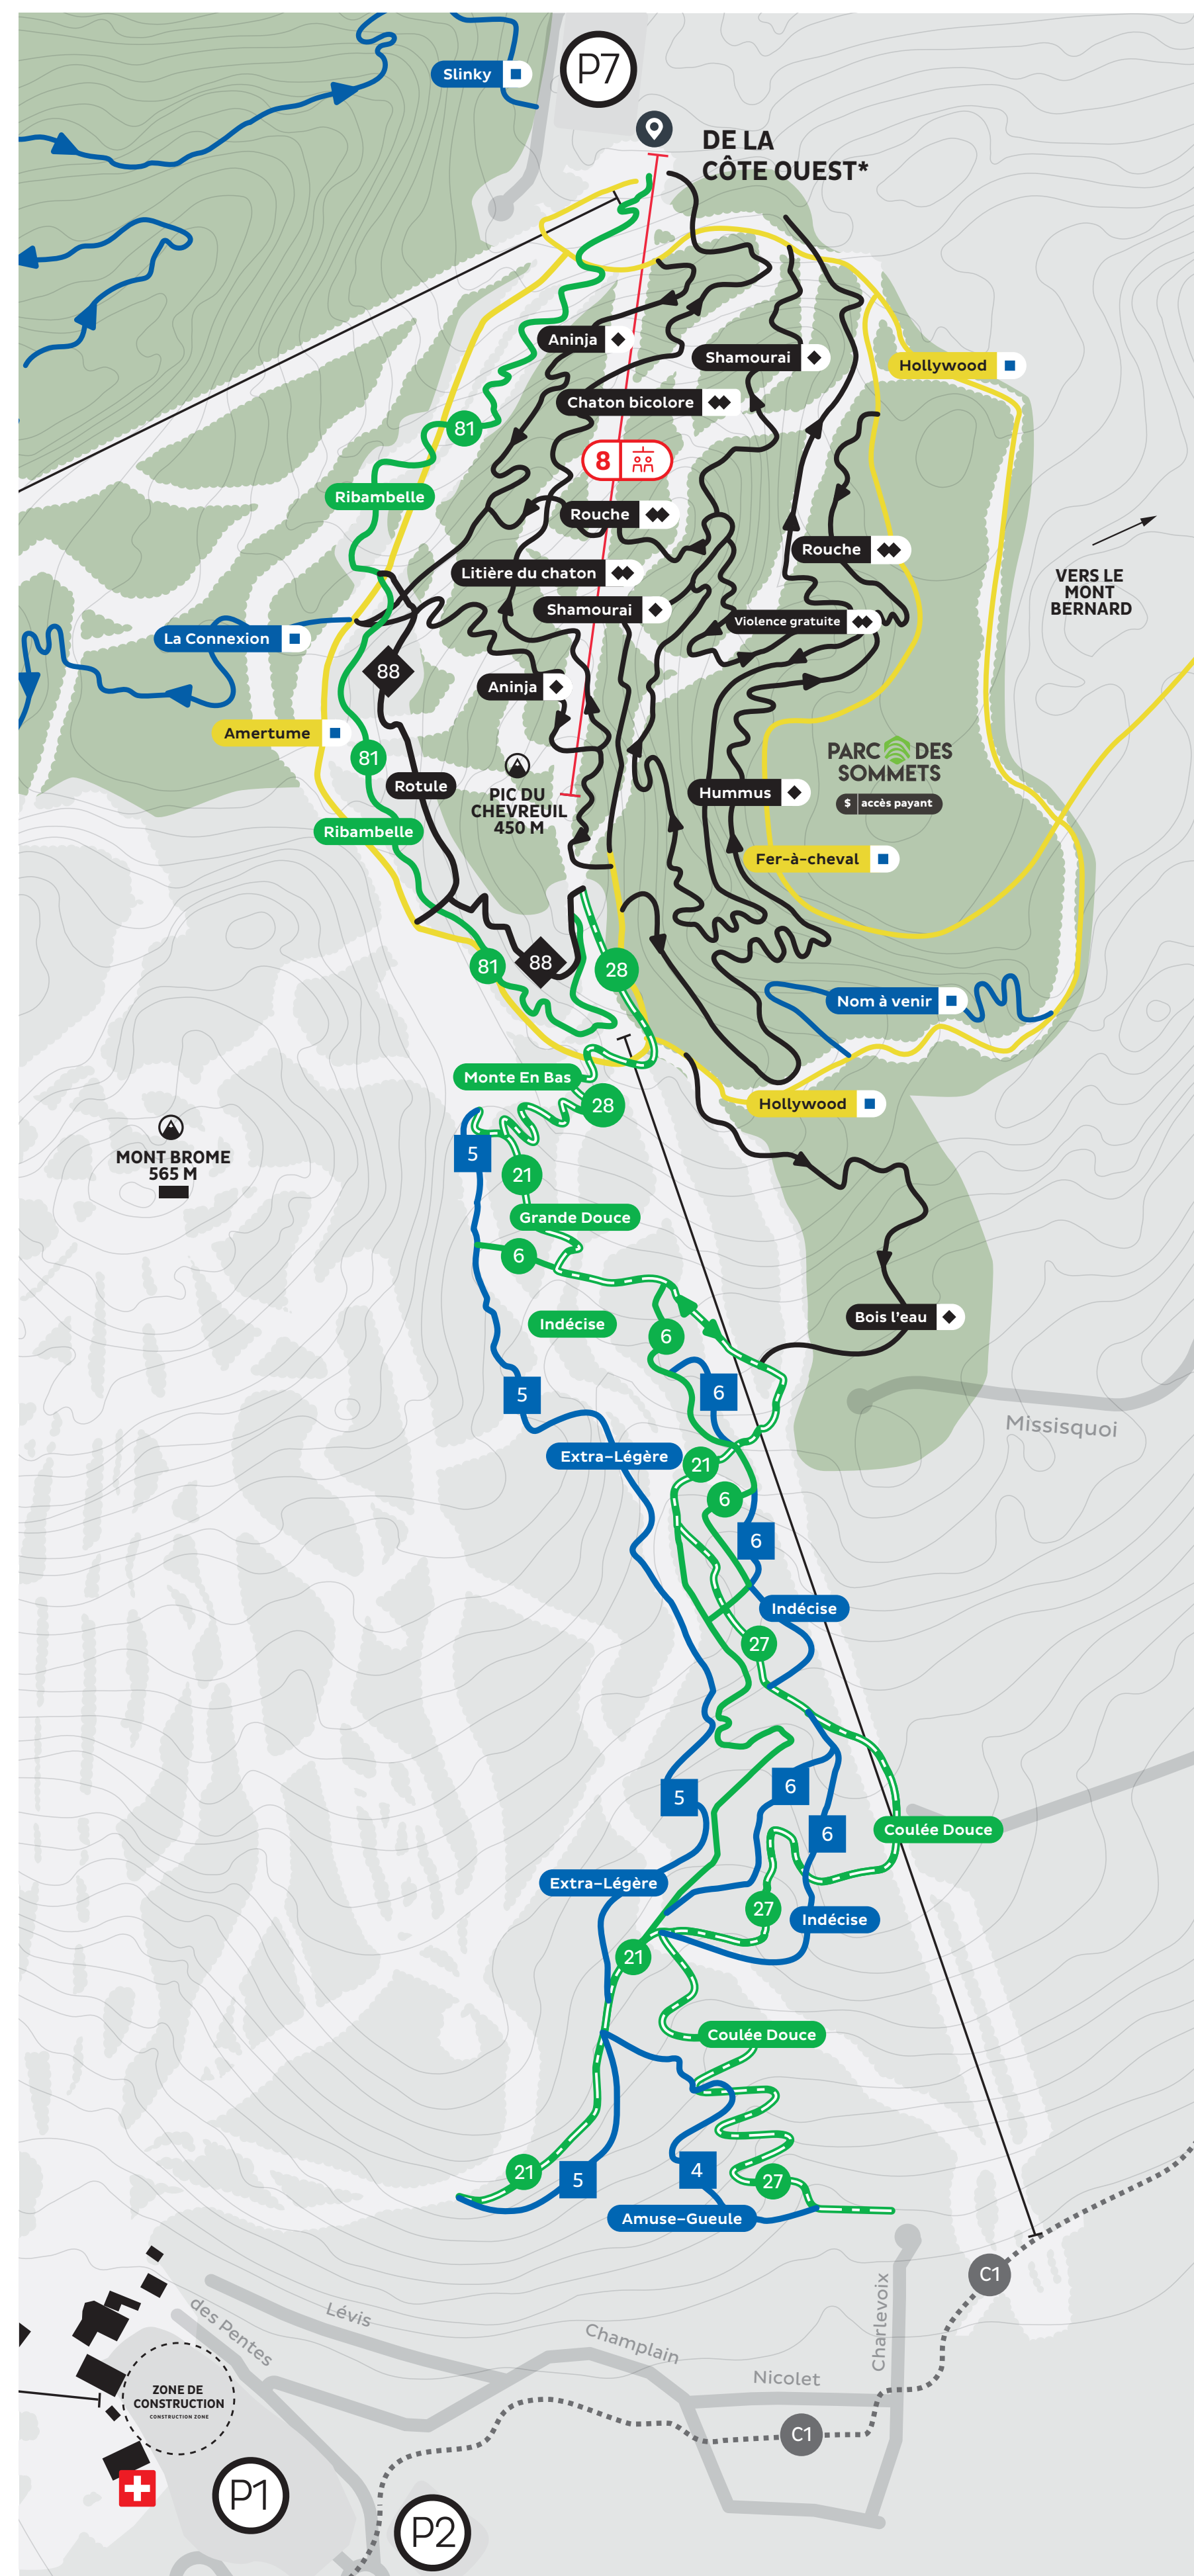 Slinky
P7
DE LA
CÔTE OUEST*
Aninja
Shamourai
Hollywood
Chaton bicolore
81
8
Ribambelle
Rouche
Rouche
Litière du chaton
VERS LE
MONT
BERNARD
Shamourai
Violence gratuite
La Connexion
88
Aninja
Amertume
81
PARC DES
SOMMETS
$ accès payant
Rotule
PIC DU
CHEVREUIL
450 M
Hummus
Ribambelle
Fer-à-cheval
81
88
28
Nom à venir
Monte En Bas
28
Hollywood
MONT BROME
565 M
5
21
Grande Douce
6
Bois l'eau
Indécise
6
5
6
Missisquoi
Extra-Légère
21
6
6
Indécise
27
5
6
6
Coulée Douce
Extra-Légère
27
Indécise
21
Coulée Douce
21
5
4
27
Amuse-Gueule
C1
des Pentes
Lévis
Champlain
Charlevoix
Nicolet
ZONE DE
CONSTRUCTION
CONSTRUCTION ZONE
C1
P1
P2